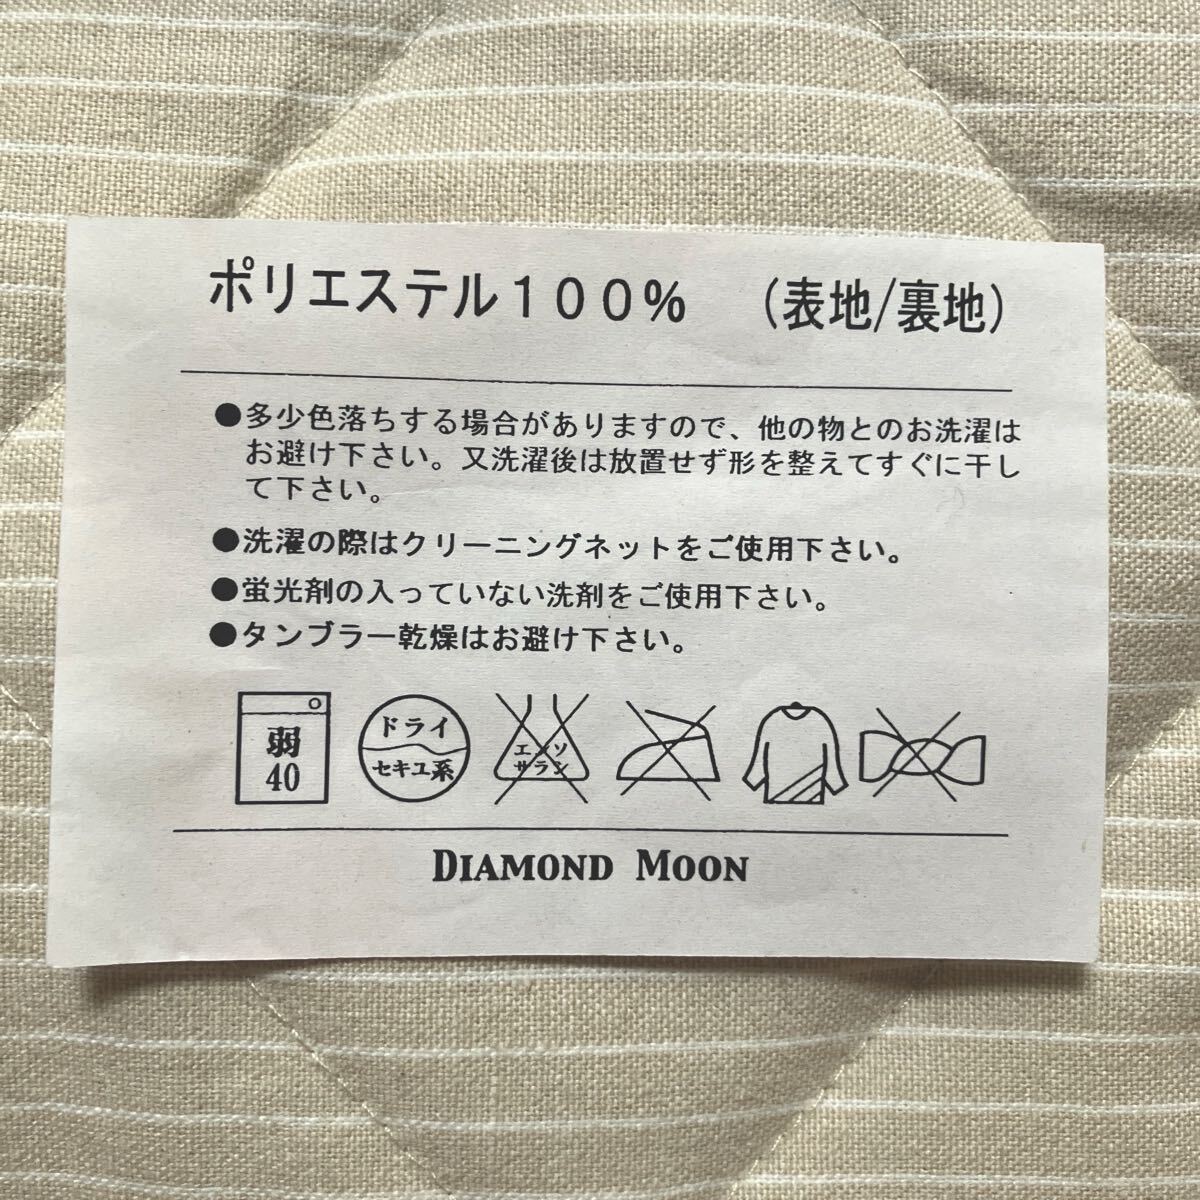 ポリエステル１００% （表地/裏地）
●多少色落ちする場合がありますので、他の物とのお洗濯は
お避け下さい。又洗濯後は放置せず形を整えてすぐに干し
て下さい。
●洗濯の際はクリーニングネットをご使用下さい。
●蛍光剤の入っていない洗剤をご使用下さい。
●タンブラー乾燥はお避け下さい。
弱
40
ドライ
セキユ系
エンソ
サラシ
DIAMOND MOON